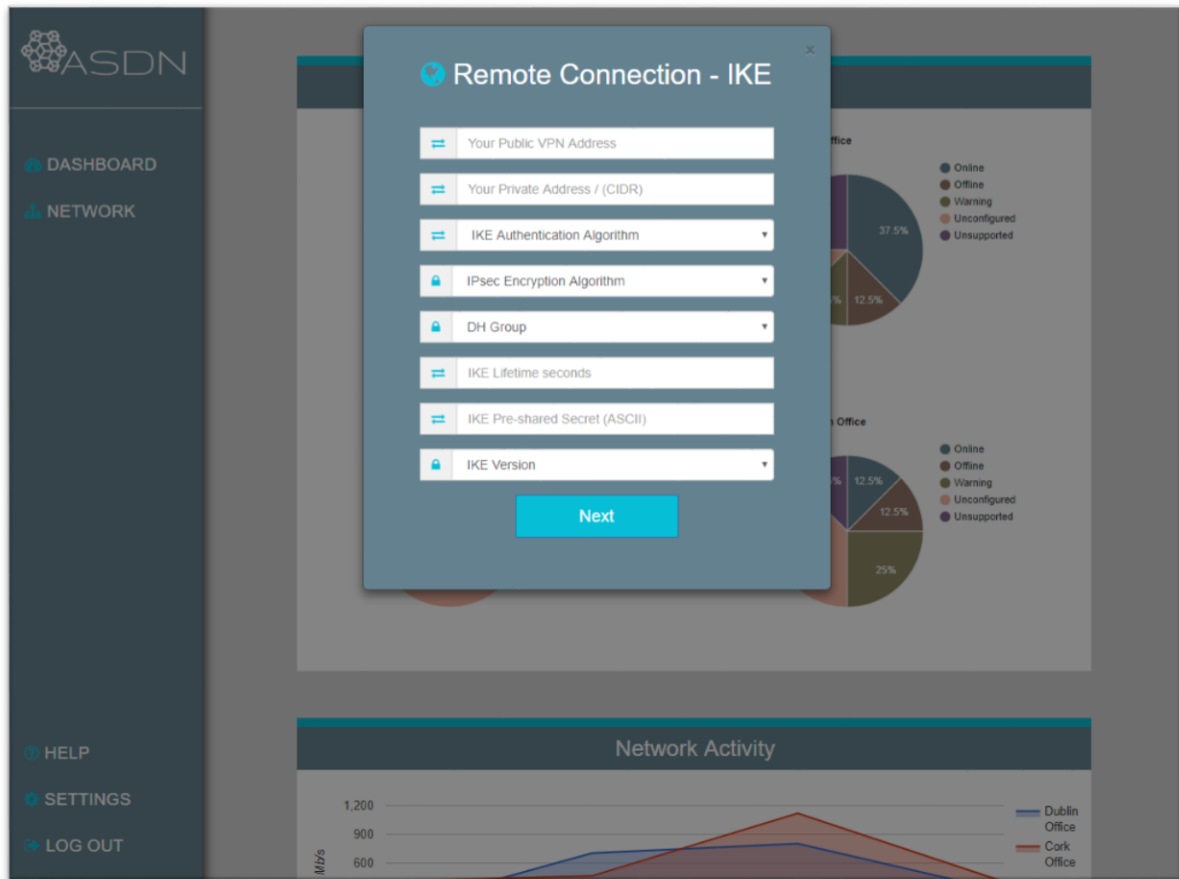 ASDN
DASHBOARD
NETWORK
HELP
SETTINGS
LOG OUT
×
Remote Connection - IKE
Your Public VPN Address
Your Private Address / (CIDR)
IKE Authentication Algorithm
IPsec Encryption Algorithm
DH Group
IKE Lifetime seconds
IKE Pre-shared Secret (ASCII)
IKE Version
Next
ffice
Online
Offline
Warning
Unconfigured
Unsupported
37.5%
12.5%
%
Office
Online
Offline
Warning
Unconfigured
Unsupported
%
12.5%
12.5%
25%
Network Activity
1,200
900
600
Mb/s
Dublin
Office
Cork
Office